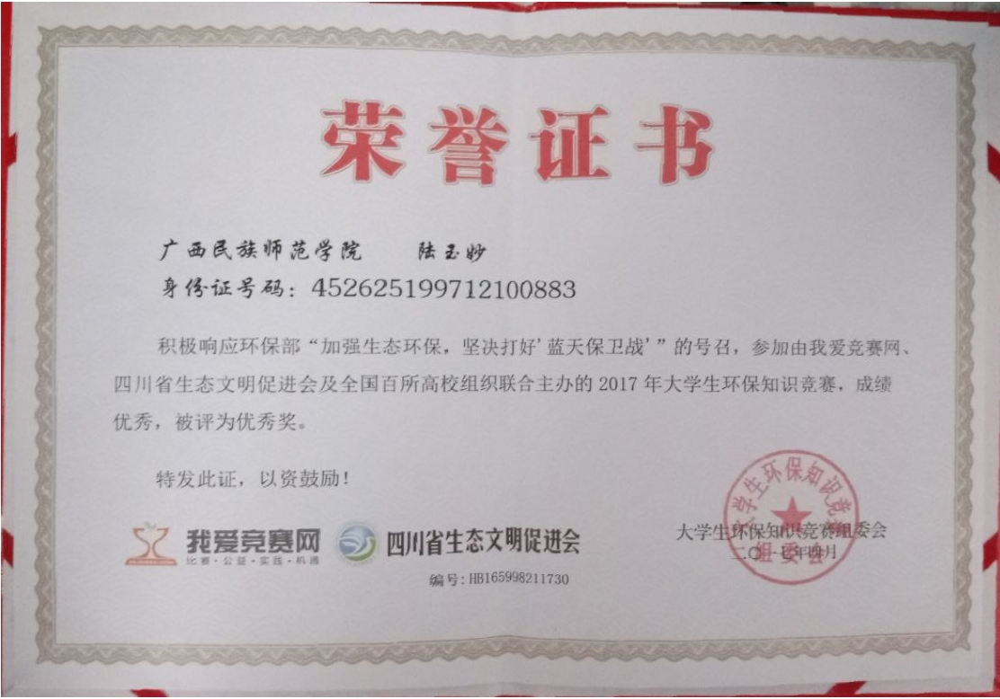 荣誉证书
广西民族师范学院 陆玉妙
身份证号码：452625199712100883
积极响应环保部“加强生态环保，坚决打好'蓝天保卫战'”的号召，参加由我爱竞赛网、
四川省生态文明促进会及全国百所高校组织联合主办的 2017 年大学生环保知识竞赛，成绩
优秀，被评为优秀奖。
特发此证，以资鼓励！
大学生环保知识竞赛
组委会
我爱竞赛网
比赛·公益·实践·机遇
四川省生态文明促进会
编号：HB165998211730
大学生环保知识竞赛组委会
二〇一七年四月